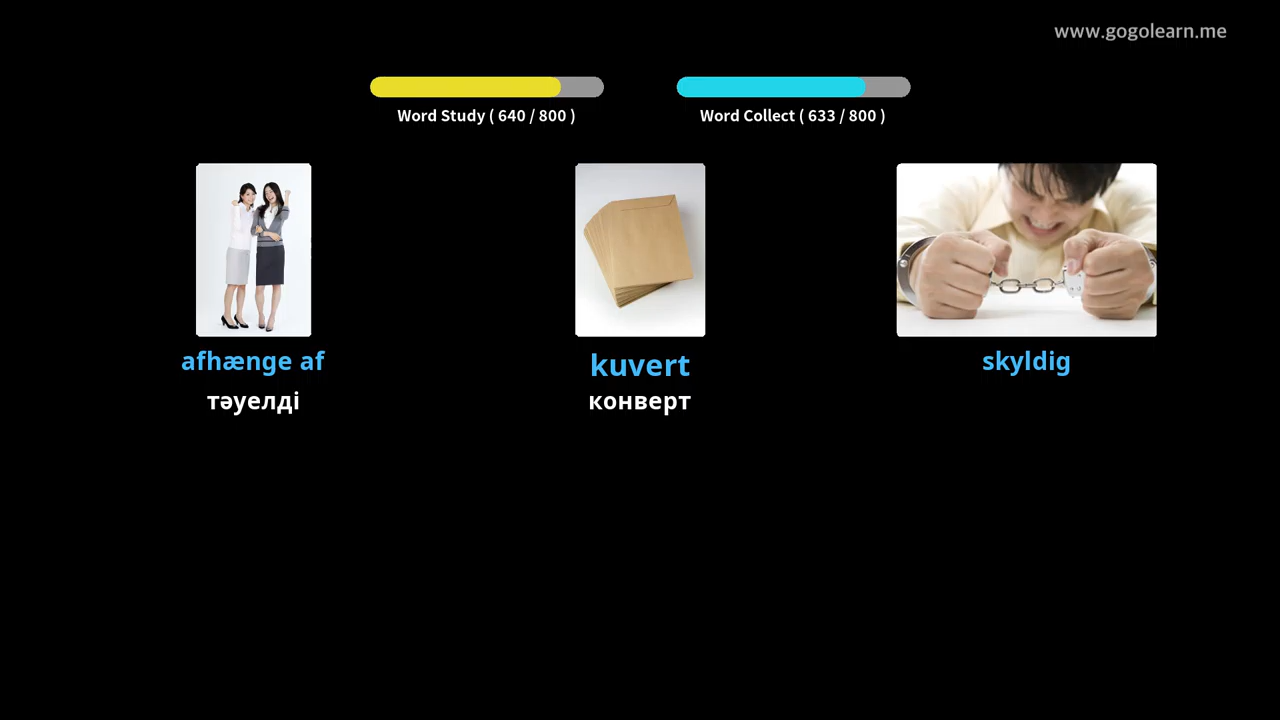 www.gogolearn.me
Word Study ( 640 / 800 )
Word Collect ( 633 / 800 )
afhænge af
тәуелді
kuvert
конверт
skyldig